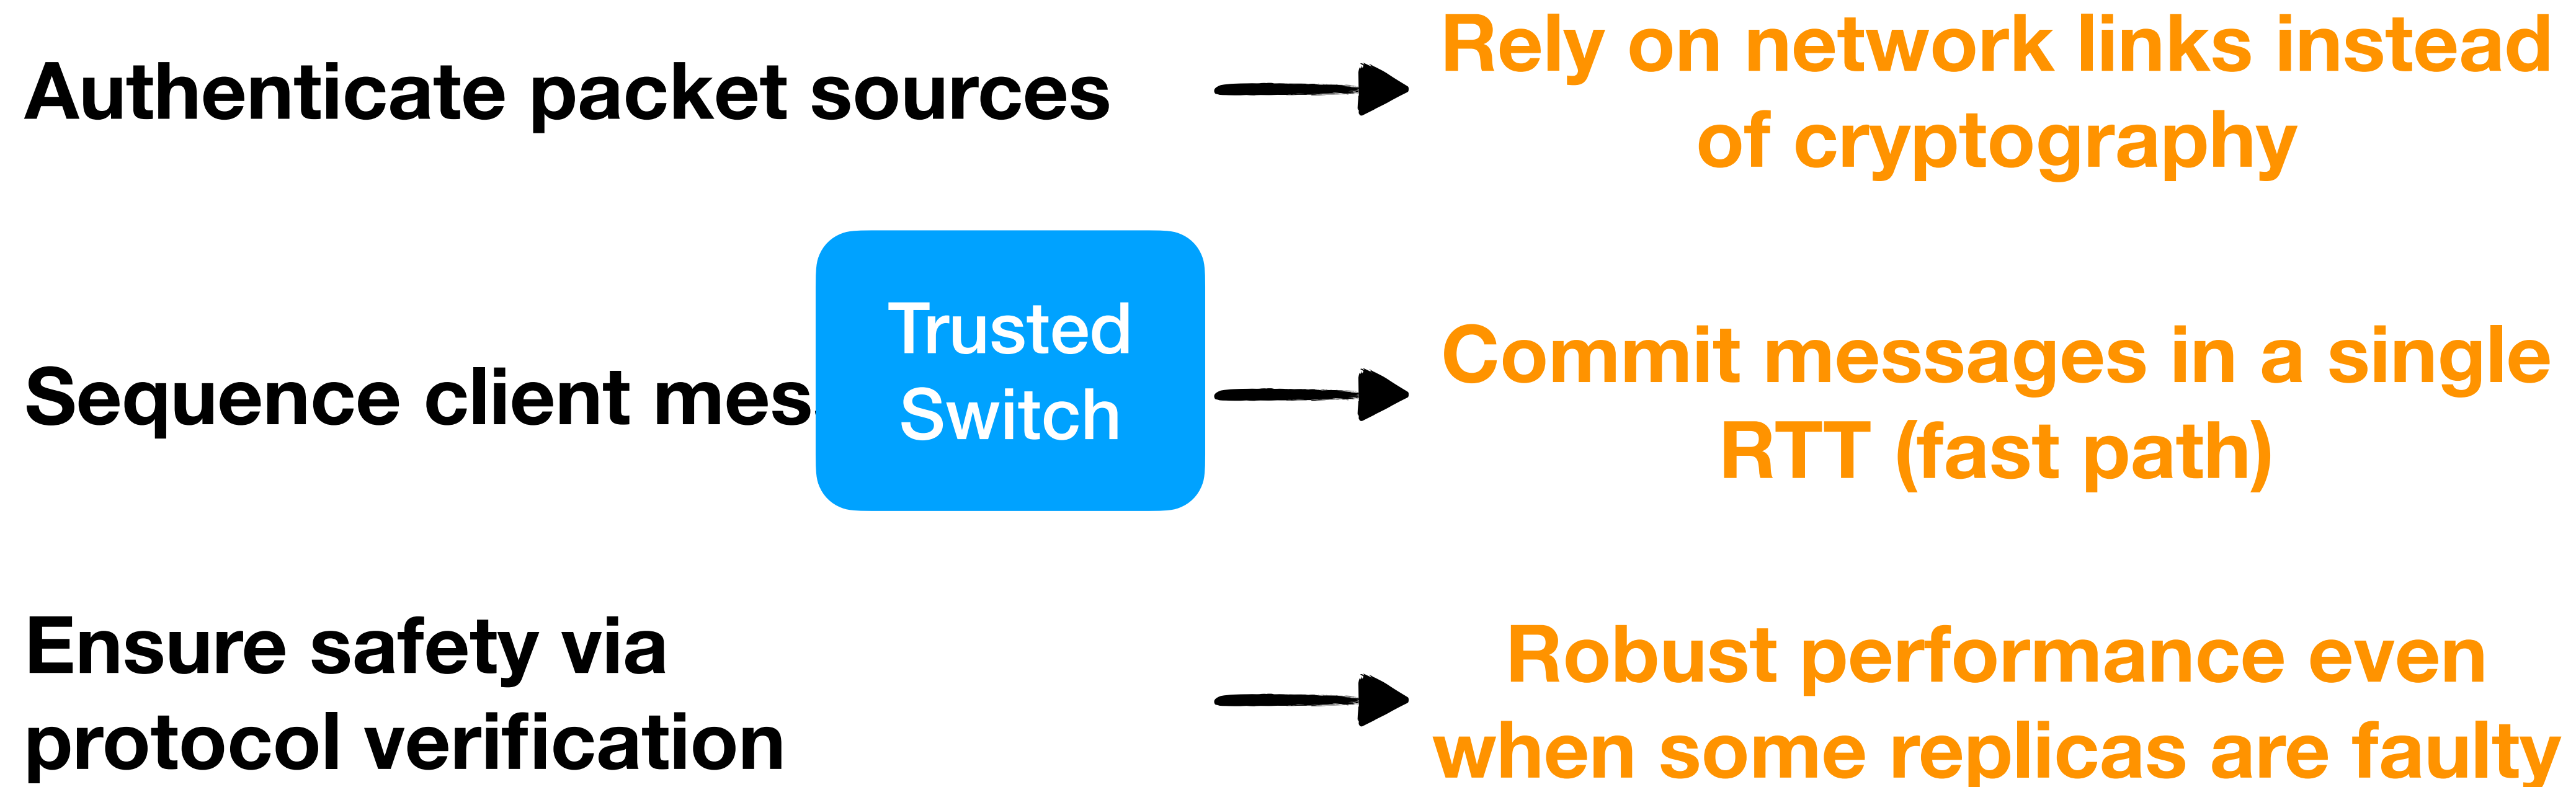 Authenticate packet sources
Rely on network links instead
of cryptography
Sequence client
Trusted
Switch
Commit messages in a single
RTT (fast path)
Ensure safety via
protocol verification
Robust performance even
when some replicas are faulty